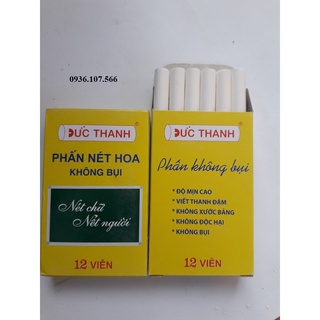 0936.107.566
ĐỨC THANH
PHẤN NÉT HOA
KHÔNG BỤI
Nét chữ
Nét người
12 VIÊN
ĐỨC THANH
Phấn không bụi
• ĐỘ MỊN CAO
• VIẾT THANH ĐẬM
• KHÔNG XƯỚC BẢNG
• KHÔNG ĐỘC HẠI
• KHÔNG BỤI
12 VIÊN